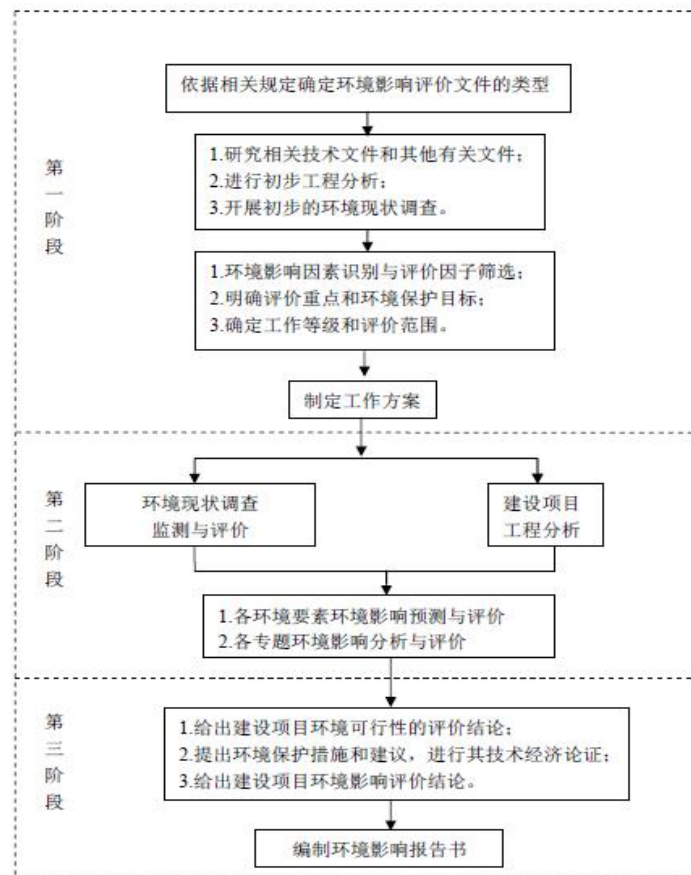 依据相关规定确定环境影响评价文件的类型
第一阶段
1.研究相关技术文件和其他有关文件；
2.进行初步工程分析；
3.开展初步的环境现状调查。
1.环境影响因素识别与评价因子筛选；
2.明确评价重点和环境保护目标；
3.确定工作等级和评价范围。
制定工作方案
第二阶段
环境现状调查
监测与评价
建设项目
工程分析
1.各环境要素环境影响预测与评价
2.各专题环境影响分析与评价
第三阶段
1.给出建设项目环境可行性的评价结论；
2.提出环境保护措施和建议，进行其技术经济论证；
3.给出建设项目环境影响评价结论。
编制环境影响报告书